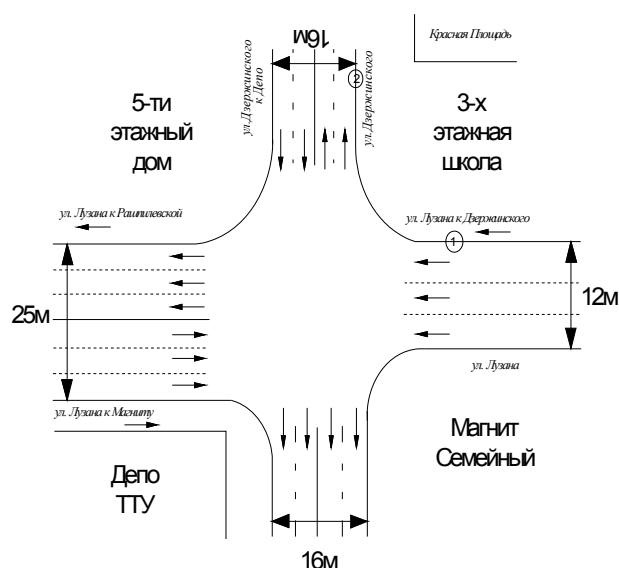 16м
Красная Площадь
ул.Дзержинского
к Депо
2
ул.Дзержинского
5-ти
этажный
дом
3-х
этажная
школа
ул. Лузана к Рашпилевской
ул. Лузана к Дзержинского
1
25м
12м
ул. Лузана
ул. Лузана к Магниту
Магнит
Семейный
Депо
ТТУ
16м